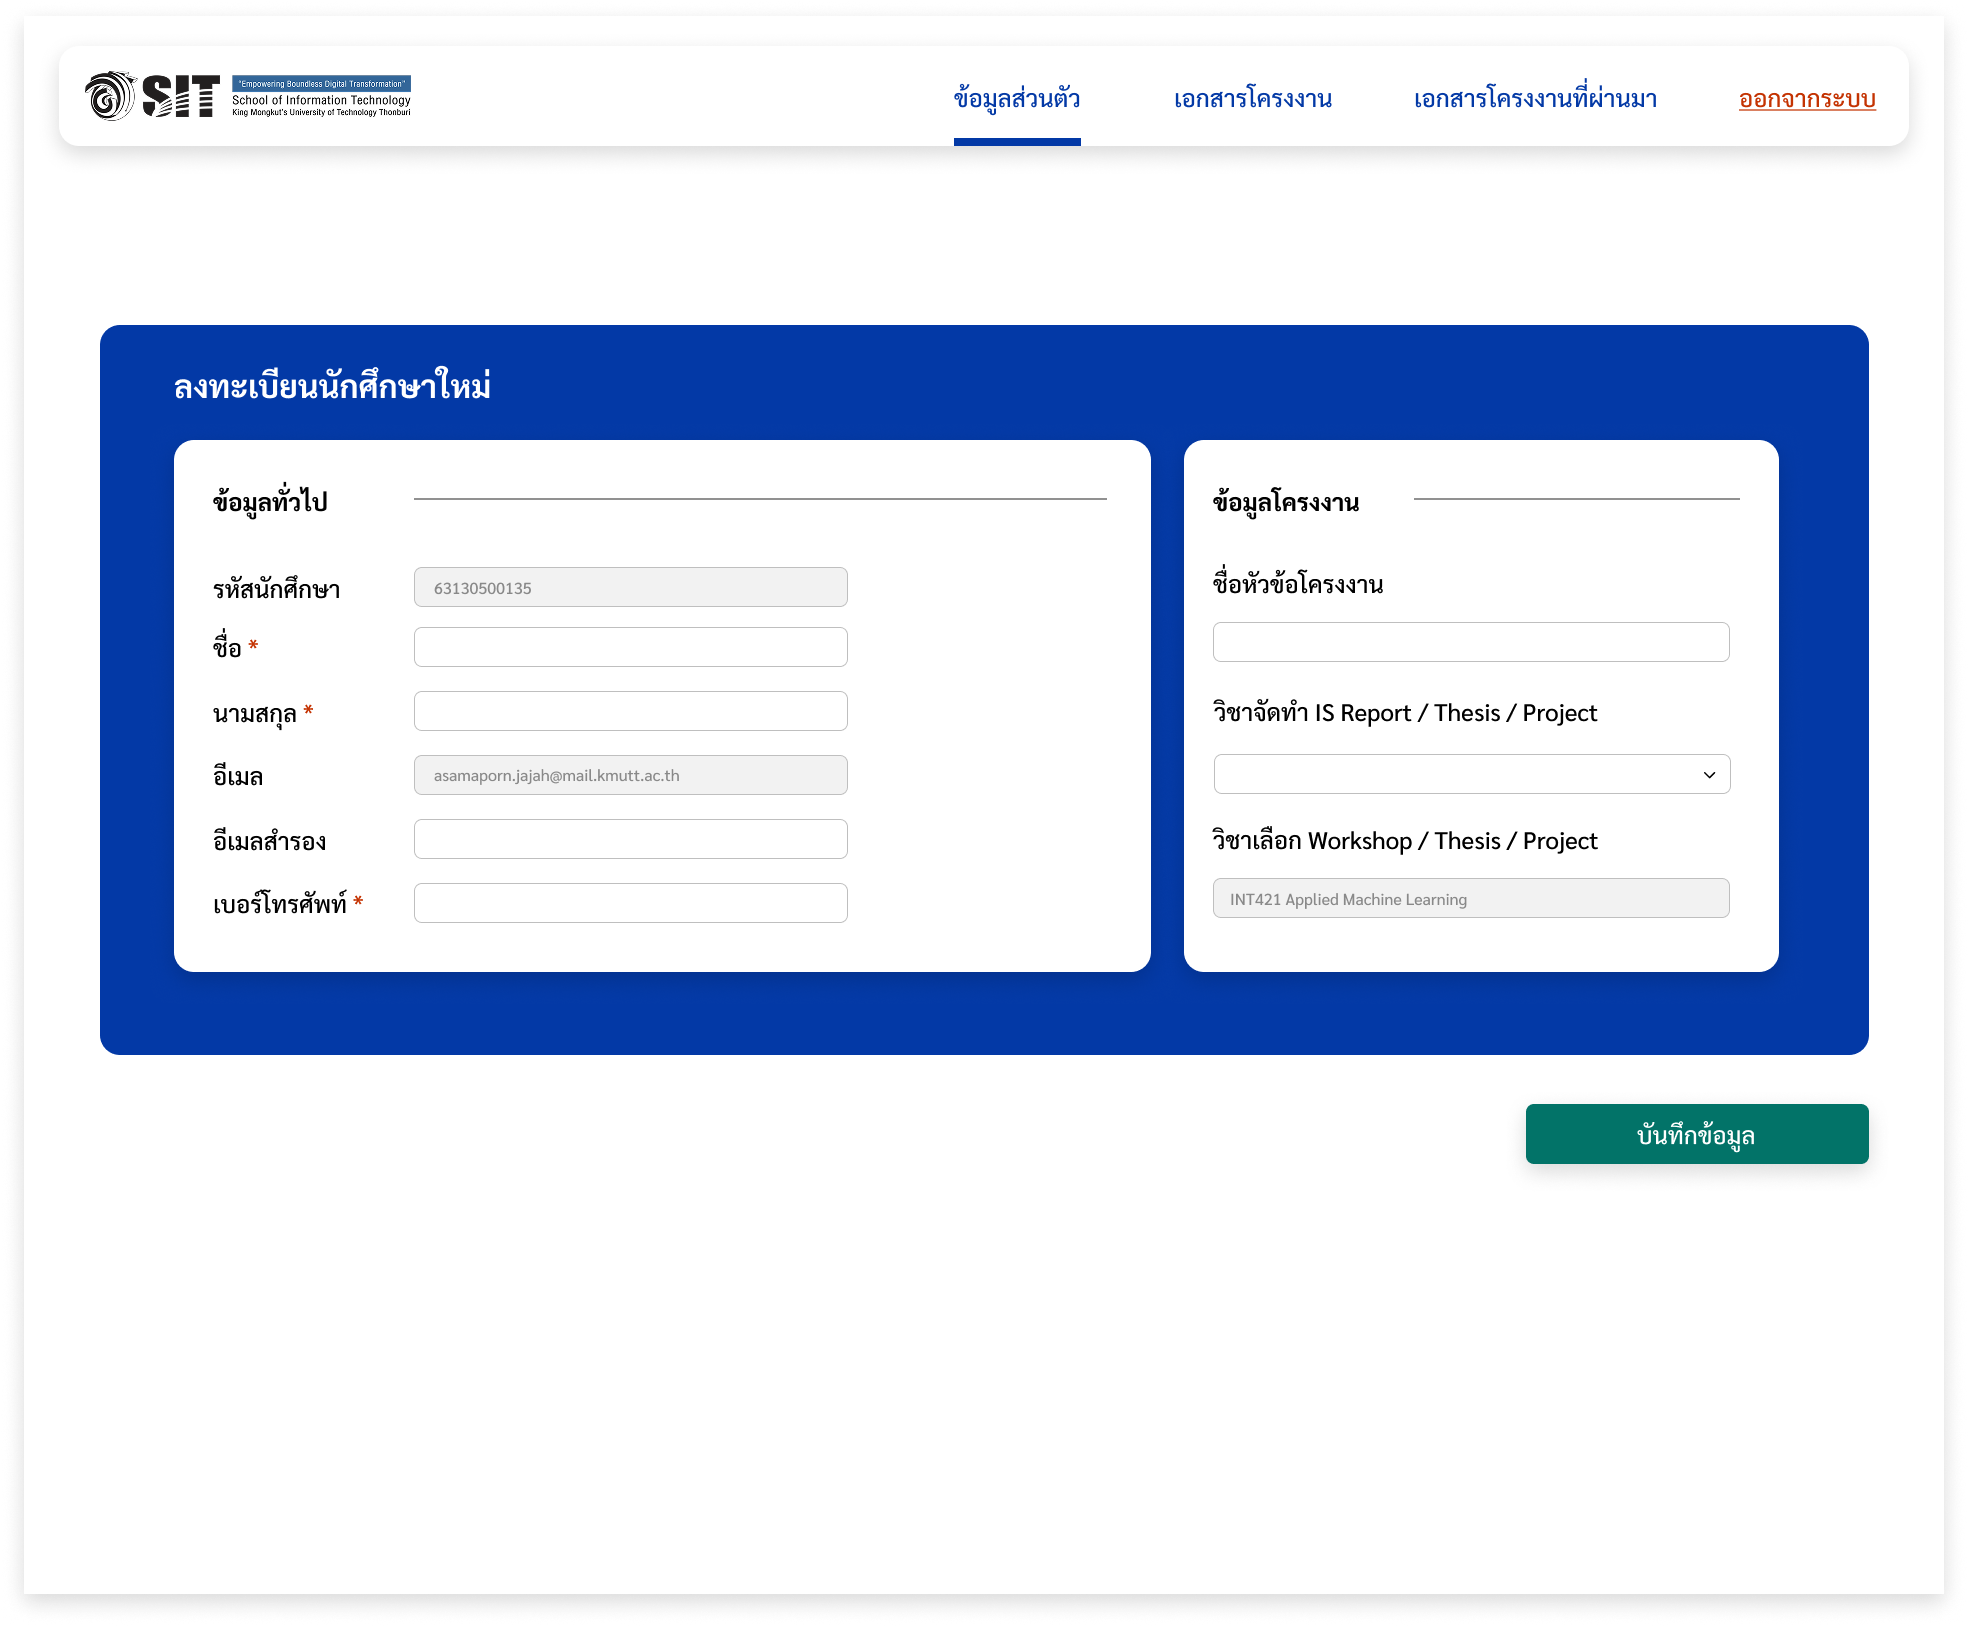 SIT
"Empowering Boundless Digital Transformation"
School of Information Technology
King Mongkut's University of Technology Thonburi
ข้อมูลส่วนตัว
เอกสารโครงงาน
เอกสารโครงงานที่ผ่านมา
ออกจากระบบ
ลงทะเบียนนักศึกษาใหม่
ข้อมูลทั่วไป
รหัสนักศึกษา
63130500135
ชื่อ *
นามสกุล *
อีเมล
asamaporn.jajah@mail.kmutt.ac.th
อีเมลสำรอง
เบอร์โทรศัพท์ *
ข้อมูลโครงงาน
ชื่อหัวข้อโครงงาน
วิชาจัดทำ IS Report / Thesis / Project
วิชาเลือก Workshop / Thesis / Project
INT421 Applied Machine Learning
บันทึกข้อมูล